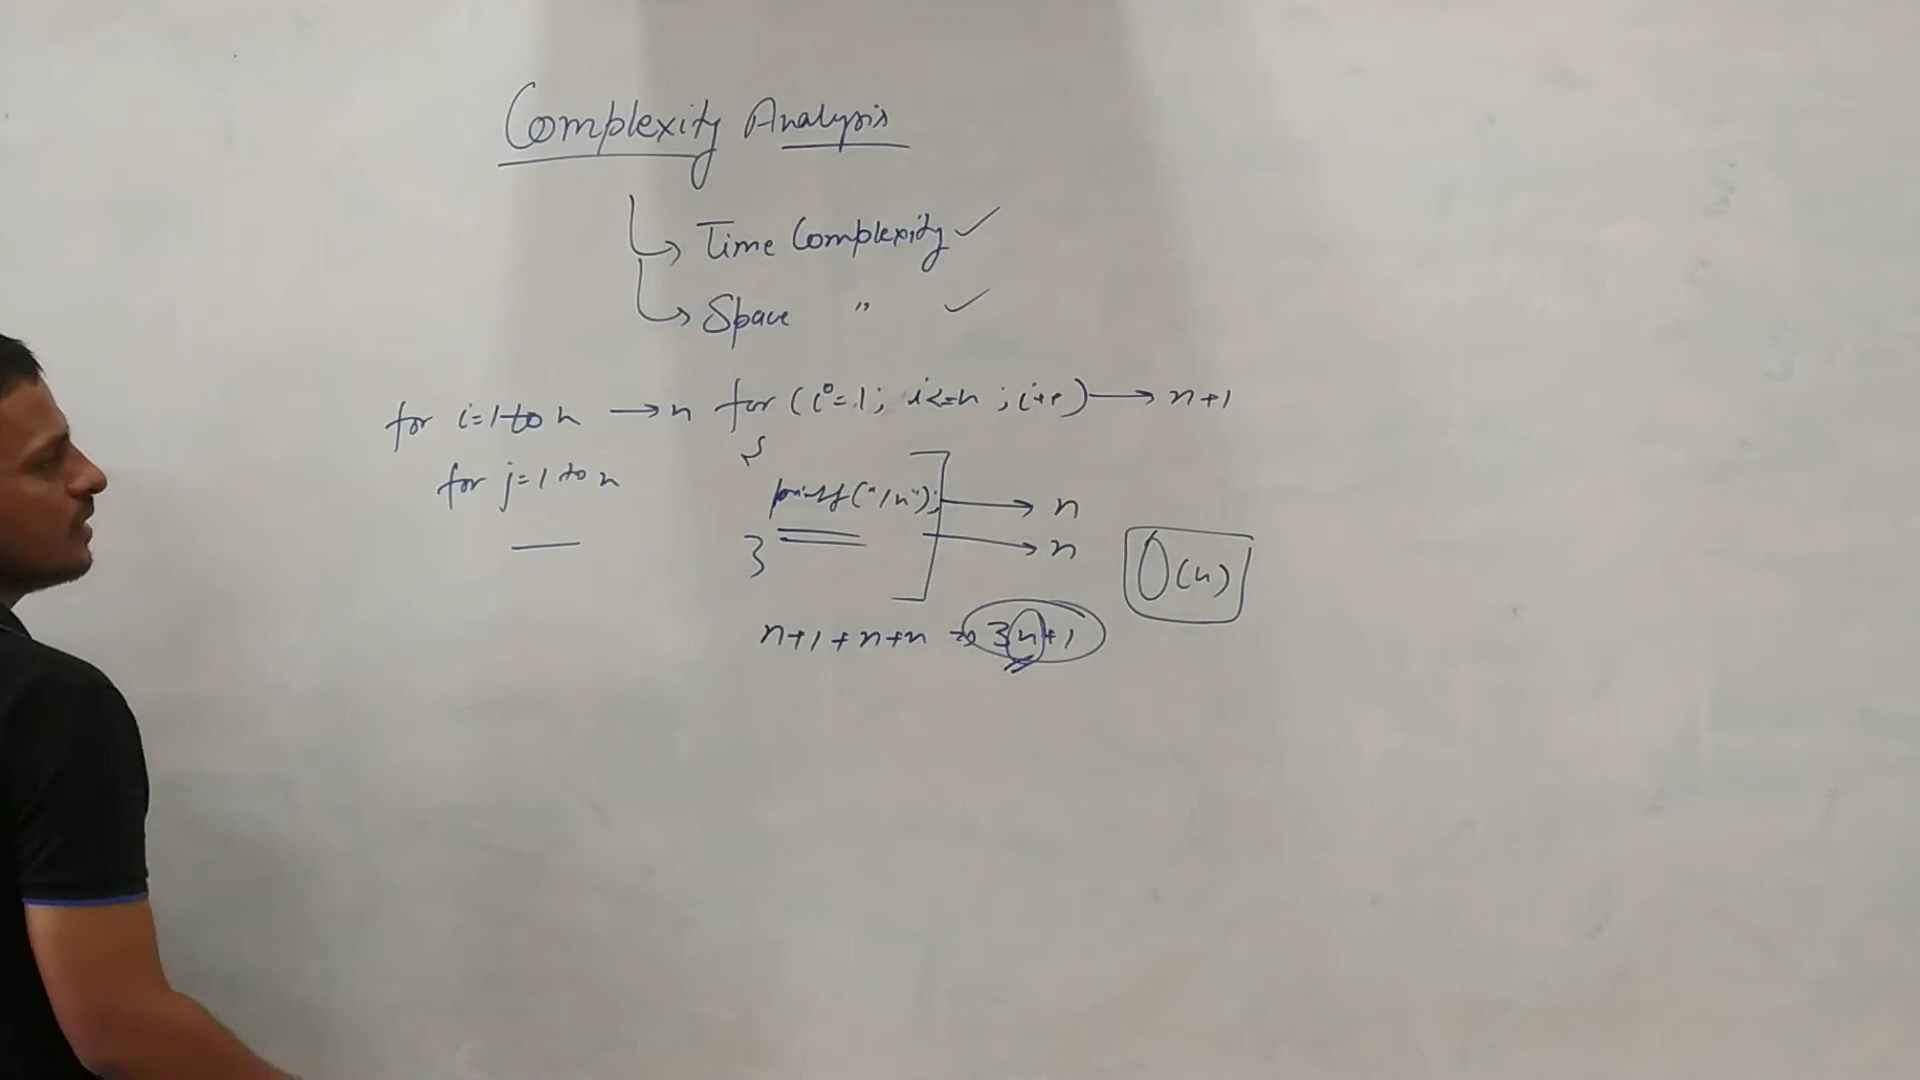 Complexity Analysis
Time Complexity ✓
Space " ✓
for i=1 to n → n
for j=1 to n
for (i=1; i<=n; i++) → n+1
{
printf("/n"); → n
→ n
}
O(n)
n+1+n+n ⇒ 3n+1